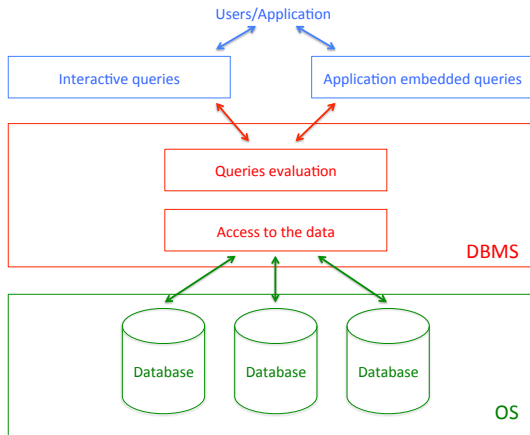 Users/Application
Interactive queries
Application embedded queries
Queries evaluation
Access to the data
DBMS
Database
Database
Database
OS